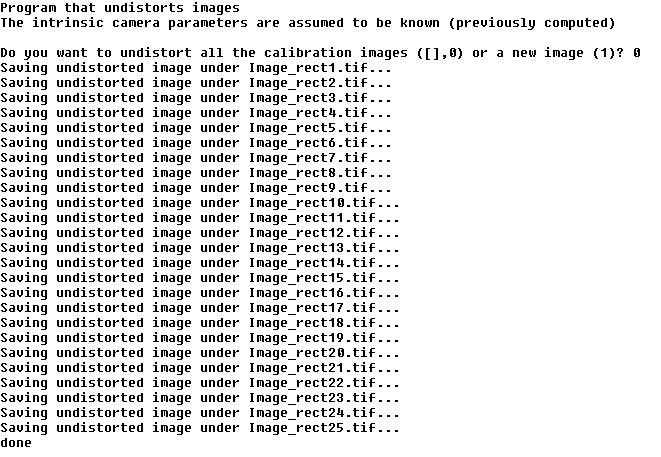 Program that undistorts images
The intrinsic camera parameters are assumed to be known (previously computed)
Do you want to undistort all the calibration images ([],0) or a new image (1)? 0
Saving undistorted image under Image_rect1.tif...
Saving undistorted image under Image_rect2.tif...
Saving undistorted image under Image_rect3.tif...
Saving undistorted image under Image_rect4.tif...
Saving undistorted image under Image_rect5.tif...
Saving undistorted image under Image_rect6.tif...
Saving undistorted image under Image_rect7.tif...
Saving undistorted image under Image_rect8.tif...
Saving undistorted image under Image_rect9.tif...
Saving undistorted image under Image_rect10.tif...
Saving undistorted image under Image_rect11.tif...
Saving undistorted image under Image_rect12.tif...
Saving undistorted image under Image_rect13.tif...
Saving undistorted image under Image_rect14.tif...
Saving undistorted image under Image_rect15.tif...
Saving undistorted image under Image_rect16.tif...
Saving undistorted image under Image_rect17.tif...
Saving undistorted image under Image_rect18.tif...
Saving undistorted image under Image_rect19.tif...
Saving undistorted image under Image_rect20.tif...
Saving undistorted image under Image_rect21.tif...
Saving undistorted image under Image_rect22.tif...
Saving undistorted image under Image_rect23.tif...
Saving undistorted image under Image_rect24.tif...
Saving undistorted image under Image_rect25.tif...
done